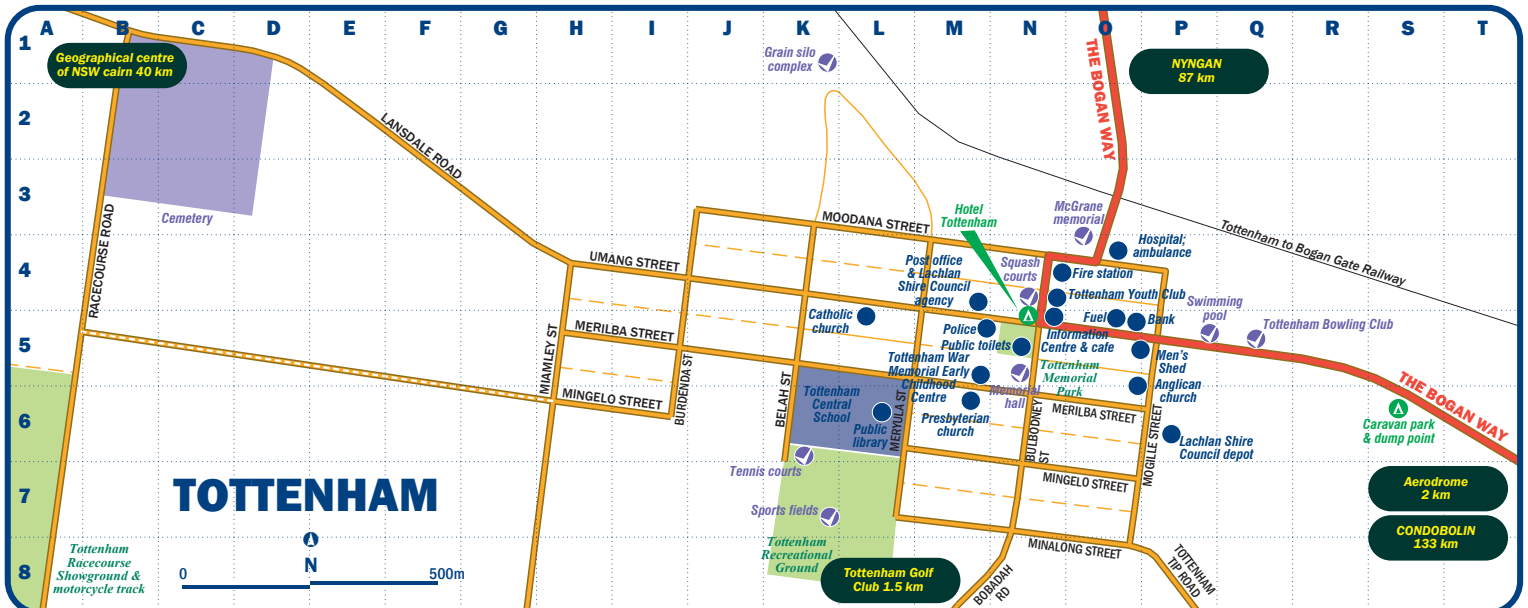 A B C D E F G H I J K L M N O P Q R S T
1
2
3
4
5
6
7
8
Geographical centre
of NSW cairn 40 km
Grain silo
complex
THE BOGAN WAY
NYNGAN
87 km
LANSDALE ROAD
Cemetery
RACECOURSE ROAD
Hotel
Tottenham
McGrane
memorial
MOODANA STREET
Hospital;
ambulance
Tottenham to Bogan Gate Railway
UMANG STREET
Post office
& Lachlan
Shire Council
agency
Squash
courts
Fire station
Tottenham Youth Club
Swimming
pool
Tottenham Bowling Club
Catholic
church
Fuel
Bank
Police
Public toilets
Information
Centre & cafe
MERILBA STREET
MIAMLEY ST
BURDENDA ST
Tottenham War
Memorial Early
Childhood
Centre
Memorial
hall
Tottenham
Memorial
Park
Men's
Shed
Anglican
church
THE BOGAN WAY
MINGELO STREET
BELAH ST
Tottenham
Central
School
Public
library
MERYULA ST
Presbyterian
church
BULBODNEY
ST
MERILBA STREET
MOGILLE STREET
Lachlan Shire
Council depot
Caravan park
& dump point
Tennis courts
MINGELO STREET
Aerodrome
2 km
TOTTENHAM
Sports fields
CONDOBOLIN
133 km
Tottenham
Racecourse
Showground &
motorcycle track
N
0 500m
Tottenham
Recreational
Ground
Tottenham Golf
Club 1.5 km
MINALONG STREET
BOBADAH
RD
TOTTENHAM
TIP ROAD